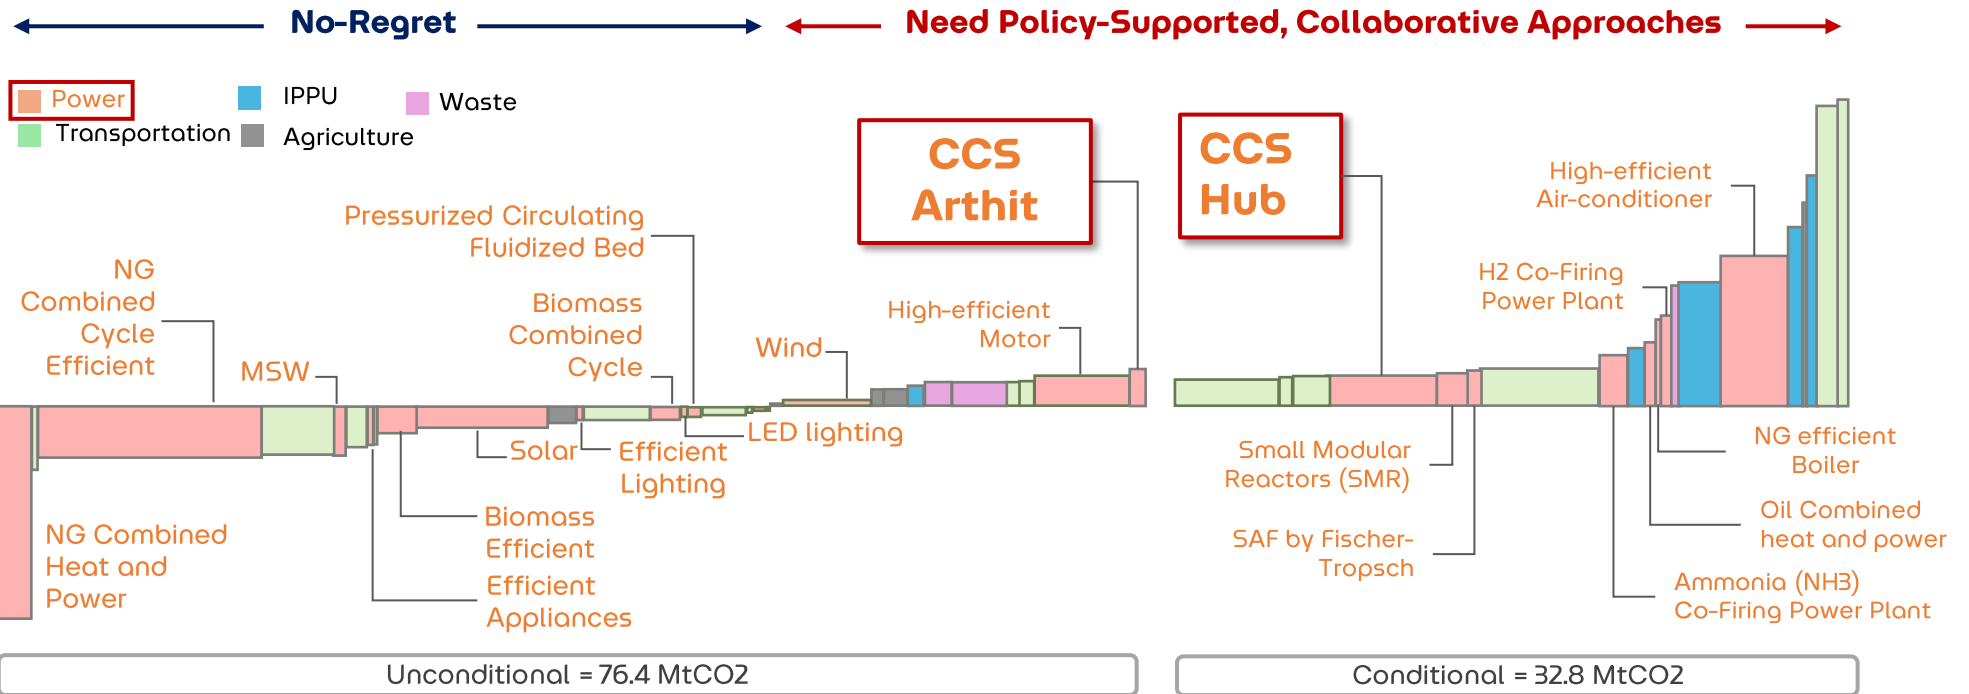 No-Regret
Need Policy-Supported, Collaborative Approaches
Power
IPPU
Waste
Transportation
Agriculture
CCS
Arthit
CCS
Hub
High-efficient
Air-conditioner
Pressurized Circulating
Fluidized Bed
NG
Combined
Cycle
Efficient
MSW
Biomass
Combined
Cycle
Wind
High-efficient
Motor
H2 Co-Firing
Power Plant
LED lighting
Solar
Efficient
Lighting
Biomass
Efficient
Efficient
Appliances
NG Combined
Heat and
Power
Small Modular
Reactors (SMR)
SAF by Fischer-
Tropsch
NG efficient
Boiler
Oil Combined
heat and power
Ammonia (NH3)
Co-Firing Power Plant
Unconditional = 76.4 MtCO2
Conditional = 32.8 MtCO2